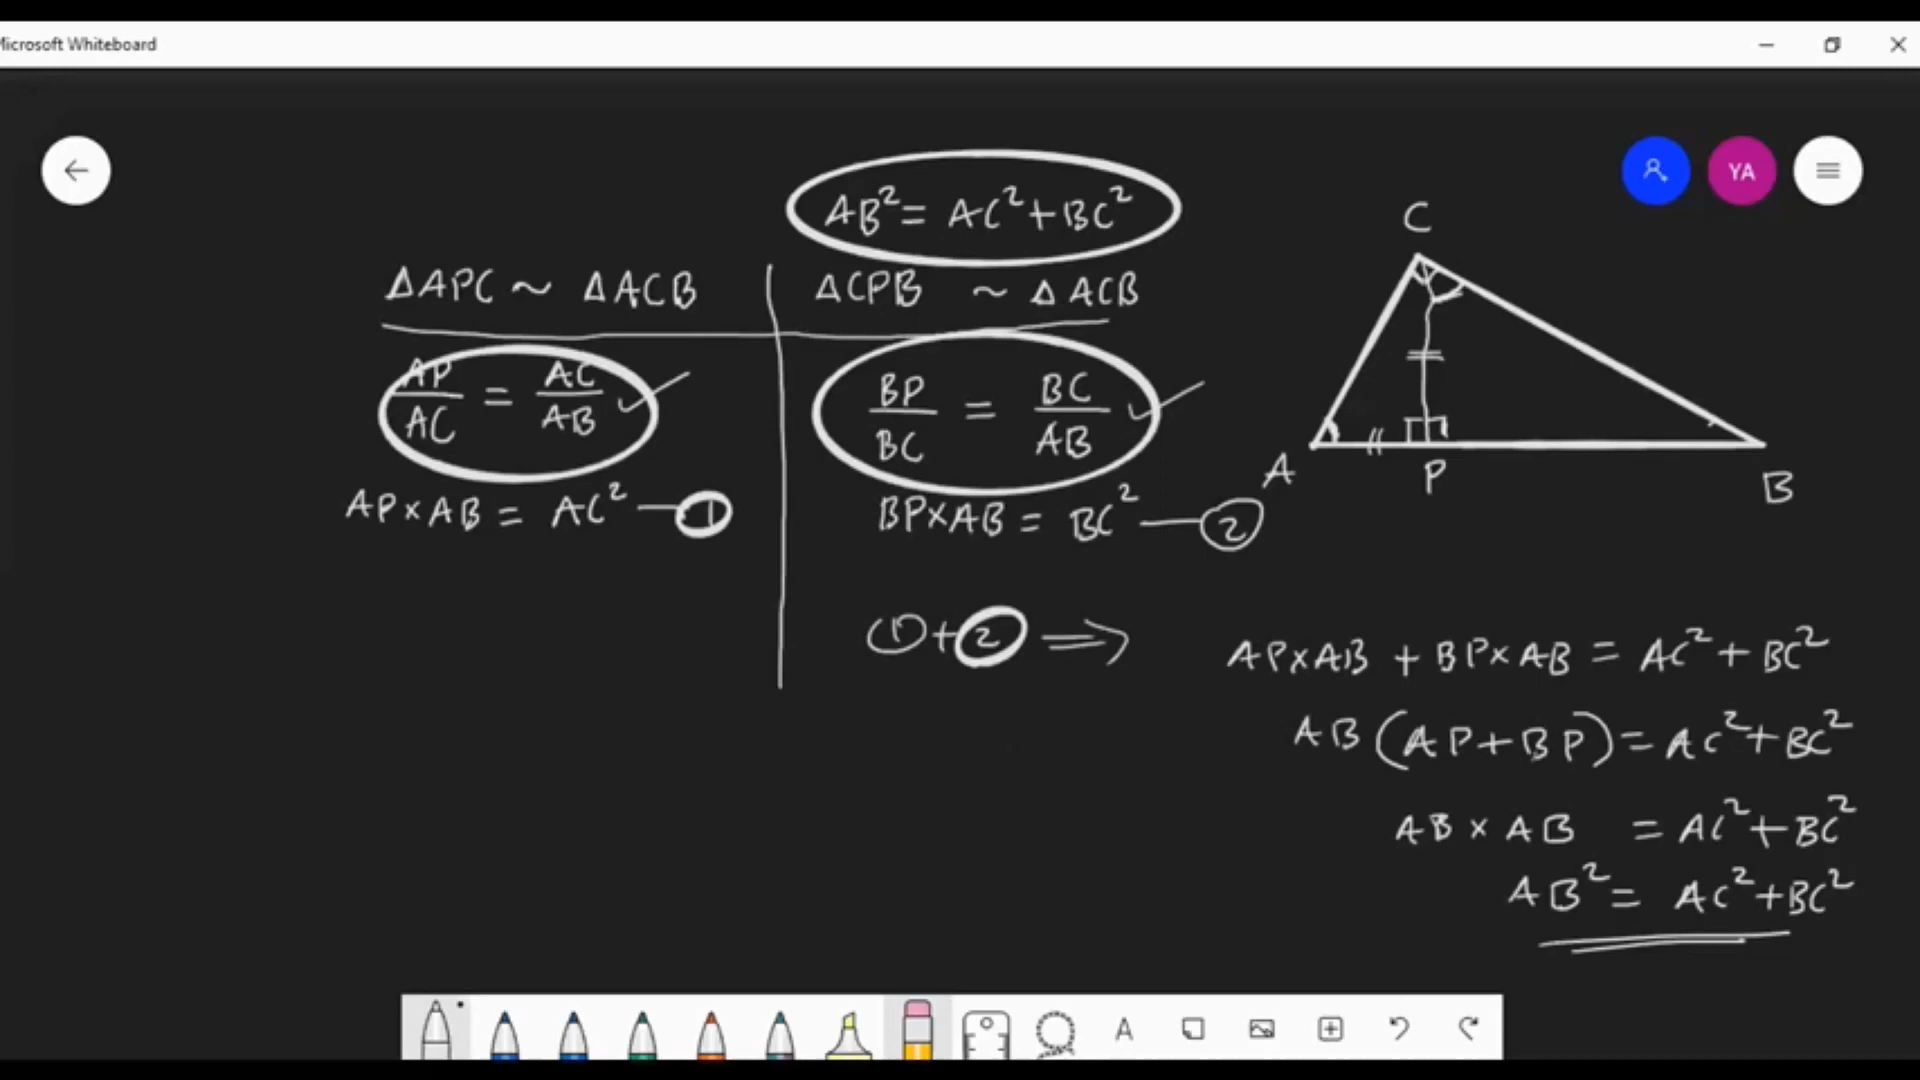 Microsoft Whiteboard
YA
AB² = AC² + BC²
ΔAPC ~ ΔACB
AP/AC = AC/AB
AP × AB = AC² — ①
ΔCPB ~ ΔACB
BP/BC = BC/AB
BP × AB = BC² — ②
C
A
P
B
① + ② ⟹
AP × AB + BP × AB = AC² + BC²
AB (AP + BP) = AC² + BC²
AB × AB = AC² + BC²
AB² = AC² + BC²
A